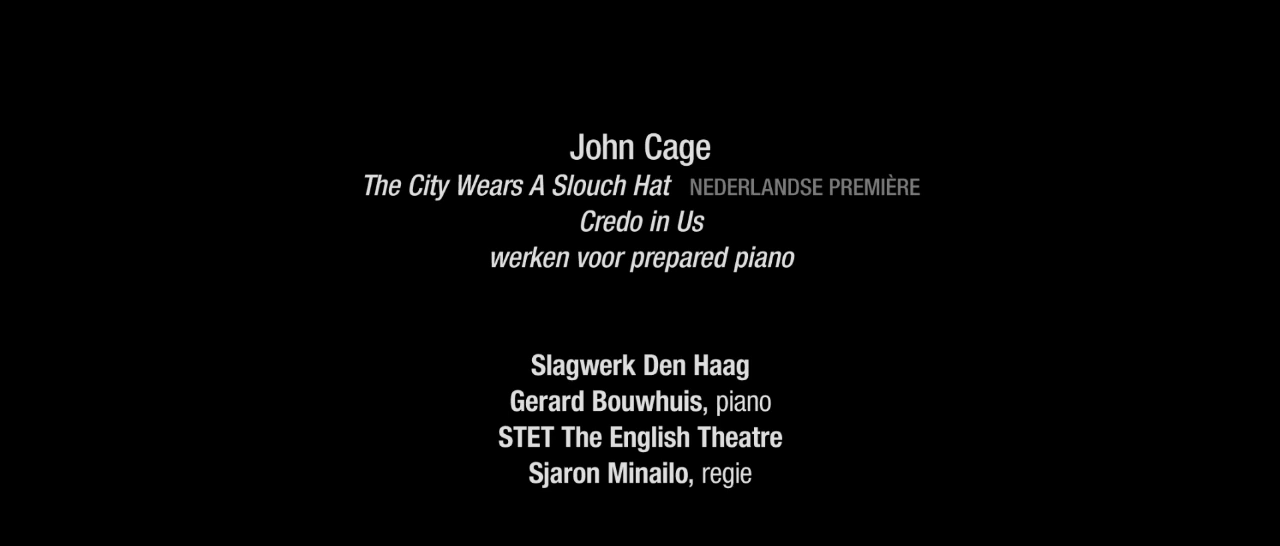 John Cage
The City Wears A Slouch Hat NEDERLANDSE PREMIÈRE
Credo in Us
werken voor prepared piano
Slagwerk Den Haag
Gerard Bouwhuis, piano
STET The English Theatre
Sjaron Minailo, regie